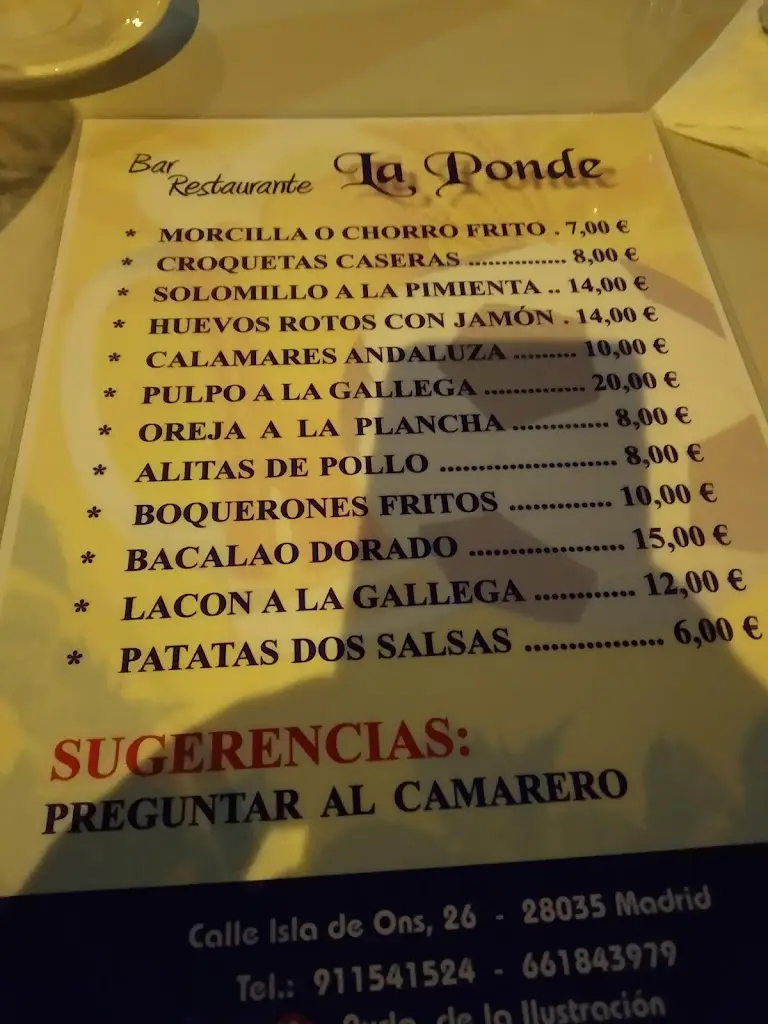 Bar
Restaurante La Ponde
* MORCILLA O CHORRO FRITO . 7,00 €
* CROQUETAS CASERAS ............... 8,00 €
* SOLOMILLO A LA PIMIENTA .. 14,00 €
* HUEVOS ROTOS CON JAMÓN . 14,00 €
* CALAMARES ANDALUZA ......... 10,00 €
* PULPO A LA GALLEGA .............. 20,00 €
* OREJA A LA PLANCHA ............. 8,00 €
* ALITAS DE POLLO ........................ 8,00 €
* BOQUERONES FRITOS .............. 10,00 €
* BACALAO DORADO .................... 15,00 €
* LACON A LA GALLEGA ............ 12,00 €
* PATATAS DOS SALSAS ................. 6,00 €
SUGERENCIAS:
PREGUNTAR AL CAMARERO
Calle Isla de Ons, 26 - 28035 Madrid
Tel.: 911541524 - 661843979
de la Ilustración